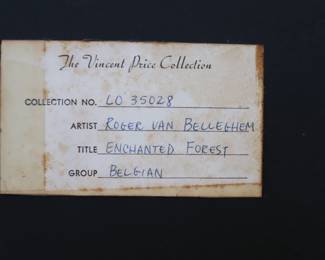 The Vincent Price Collection
COLLECTION NO. LO 35028
ARTIST ROGER VAN BELLEGHEM
TITLE ENCHANTED FOREST
GROUP BELGIAN